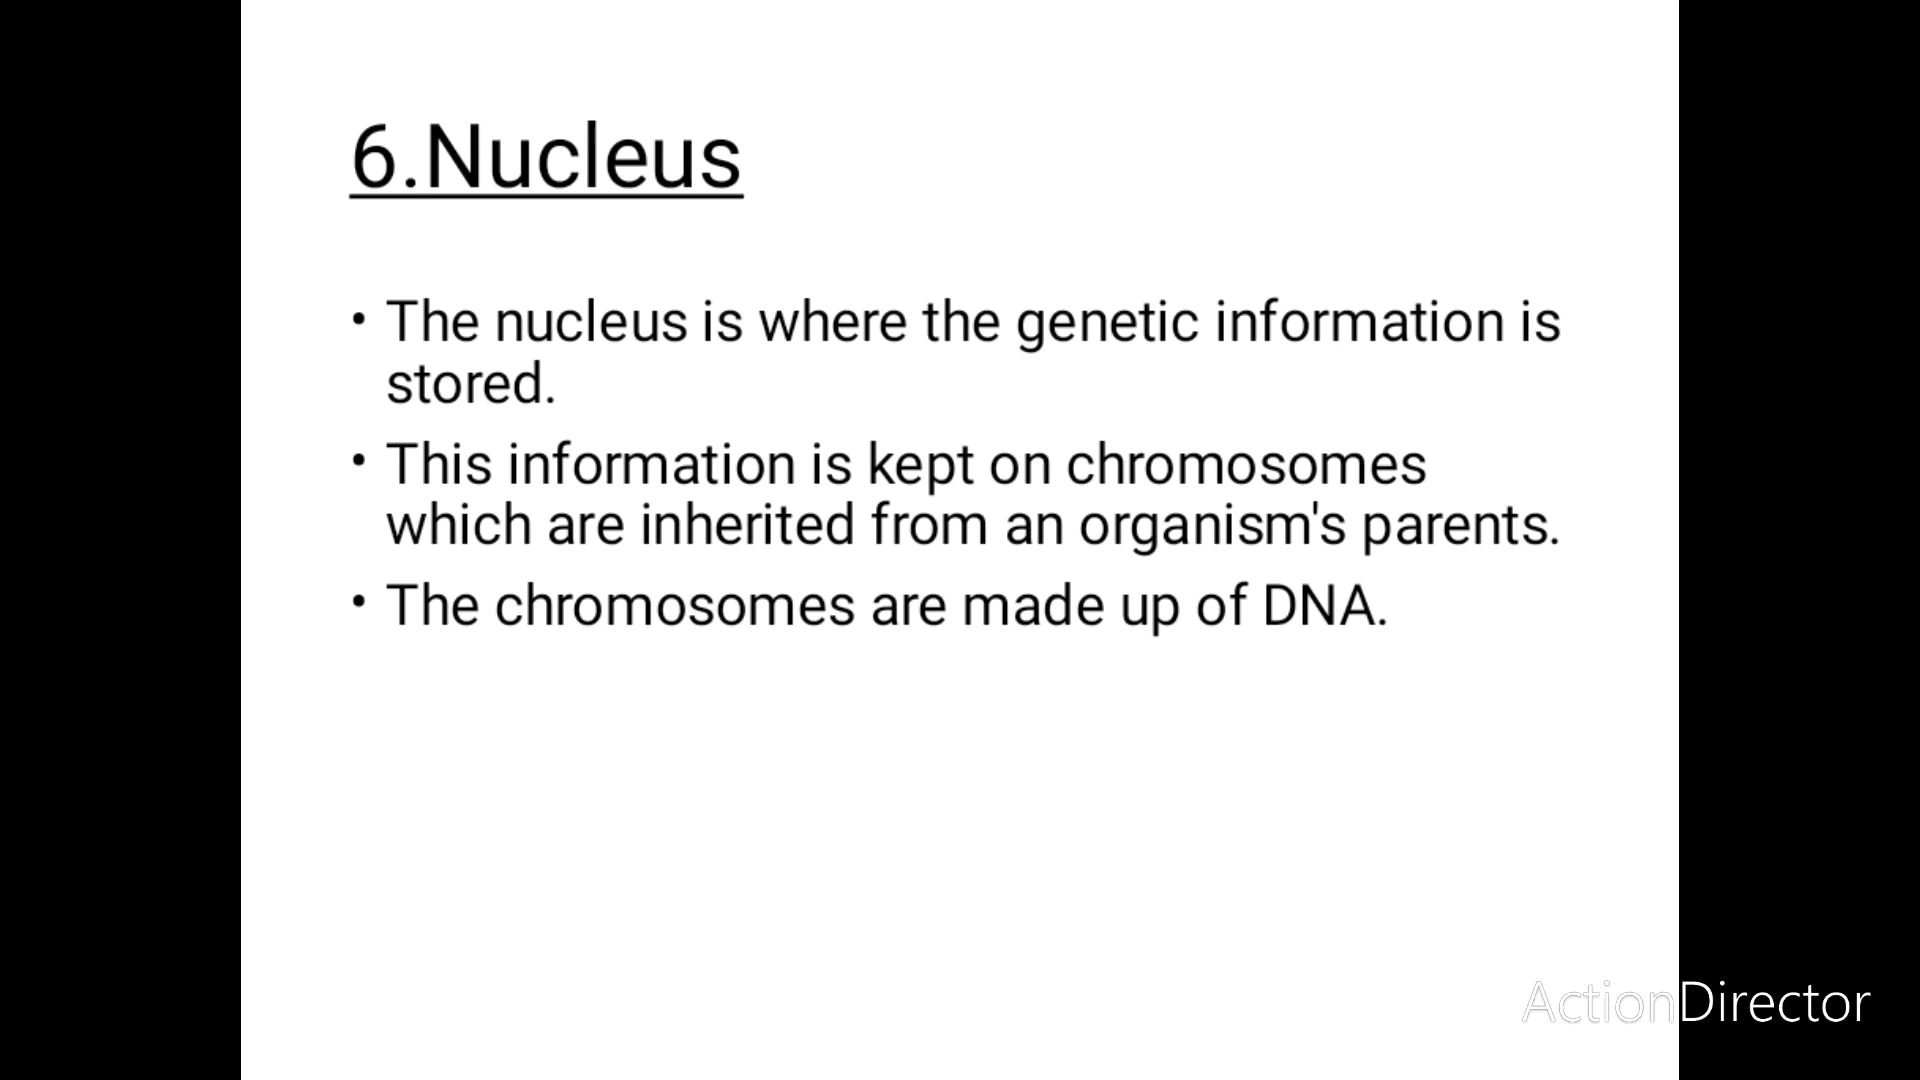 6.Nucleus
• The nucleus is where the genetic information is
stored.
• This information is kept on chromosomes
which are inherited from an organism's parents.
• The chromosomes are made up of DNA.
ActionDirector